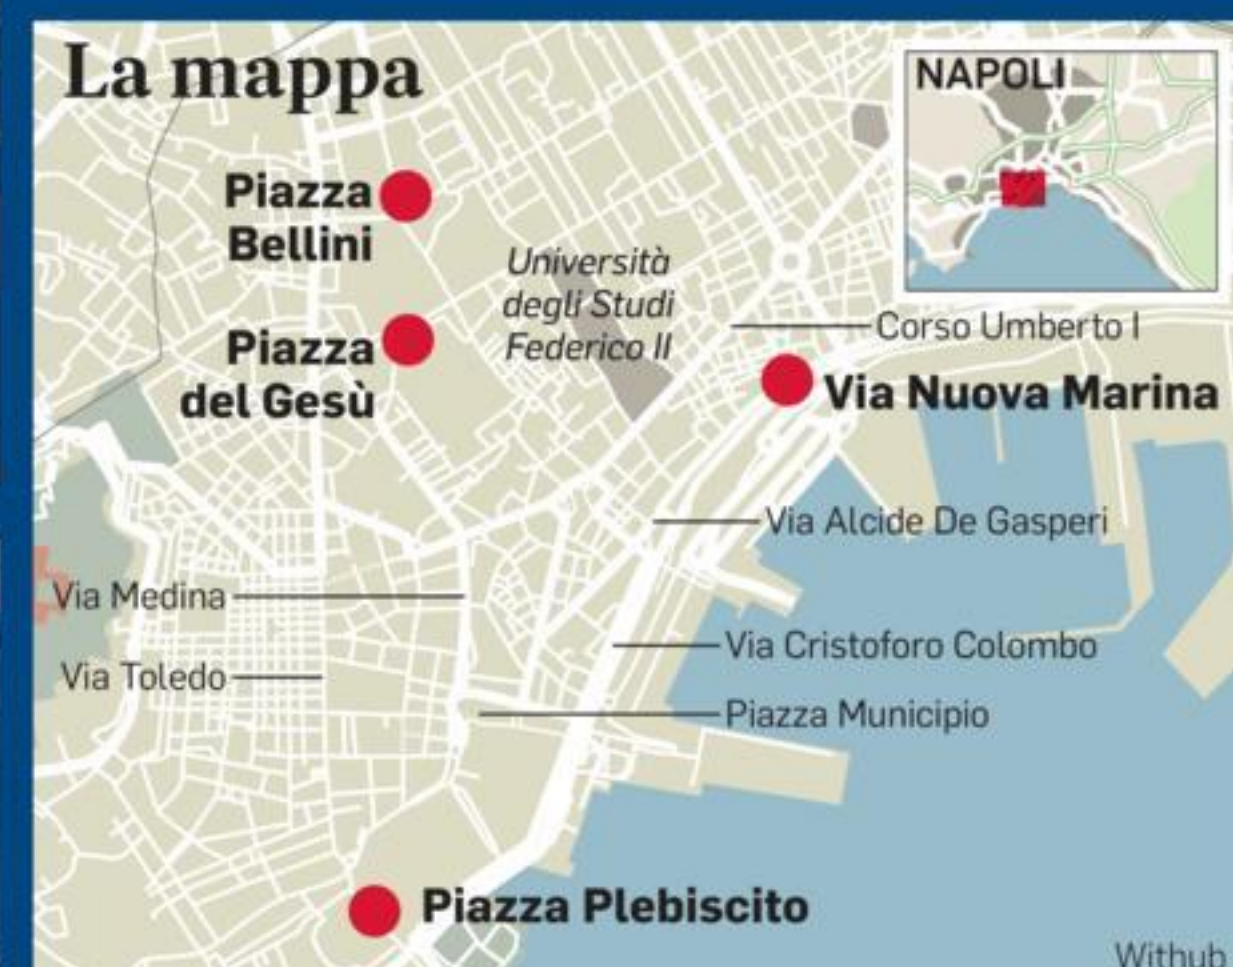 La mappa
NAPOLI
Piazza
Bellini
Università
degli Studi
Federico II
Corso Umberto I
Piazza
del Gesù
Via Nuova Marina
Via Alcide De Gasperi
Via Medina
Via Cristoforo Colombo
Via Toledo
Piazza Municipio
Piazza Plebiscito
Withub